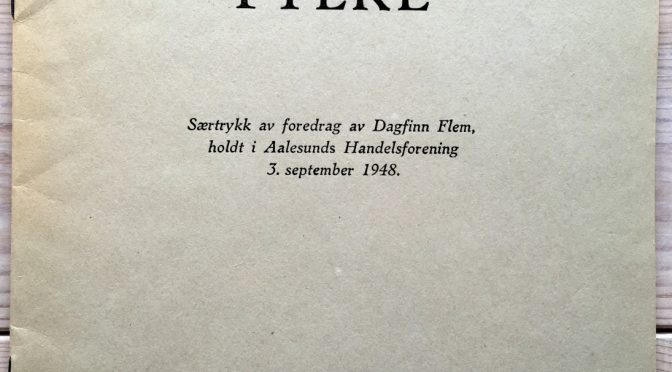 Særtrykk av foredrag av Dagfinn Flem,
holdt i Aalesunds Handelsforening
3. september 1948.